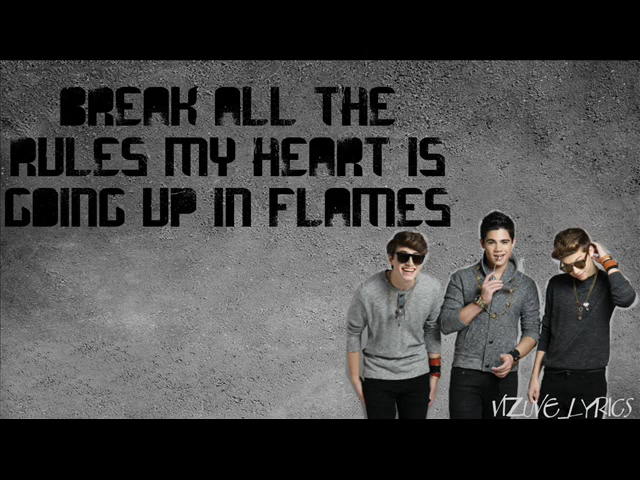 BREAK ALL THE
RULES MY HEART IS
GOING UP IN FLAMES
VIZUVE_LYRICS